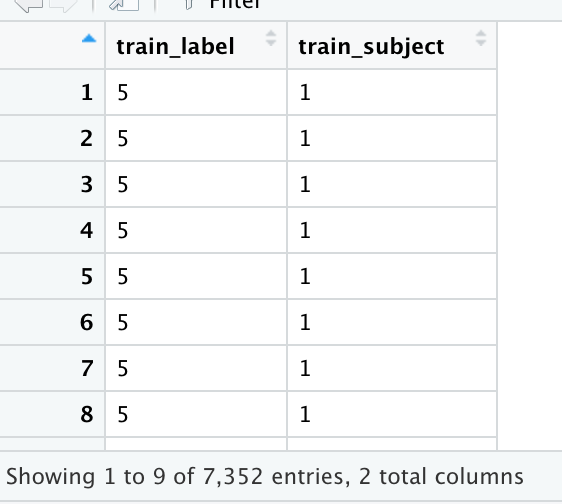 Filter
train_label train_subject
1 5 1
2 5 1
3 5 1
4 5 1
5 5 1
6 5 1
7 5 1
8 5 1
Showing 1 to 9 of 7,352 entries, 2 total columns